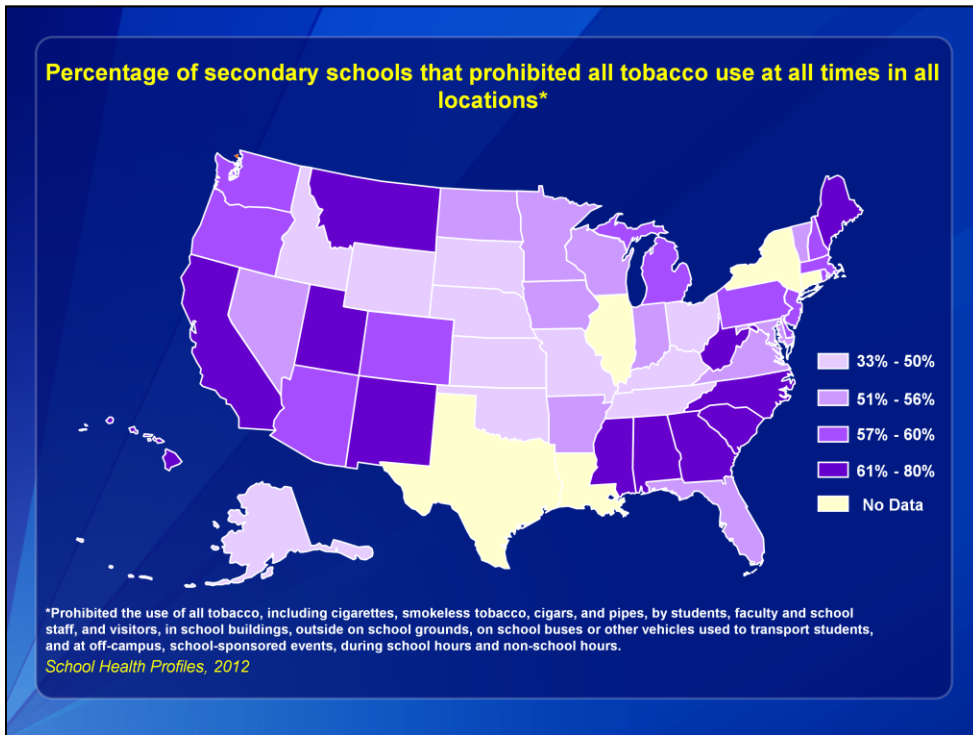 Percentage of secondary schools that prohibited all tobacco use at all times in all
locations*
33% - 50%
51% - 56%
57% - 60%
61% - 80%
No Data
*Prohibited the use of all tobacco, including cigarettes, smokeless tobacco, cigars, and pipes, by students, faculty and school
staff, and visitors, in school buildings, outside on school grounds, on school buses or other vehicles used to transport students,
and at off-campus, school-sponsored events, during school hours and non-school hours.
School Health Profiles, 2012